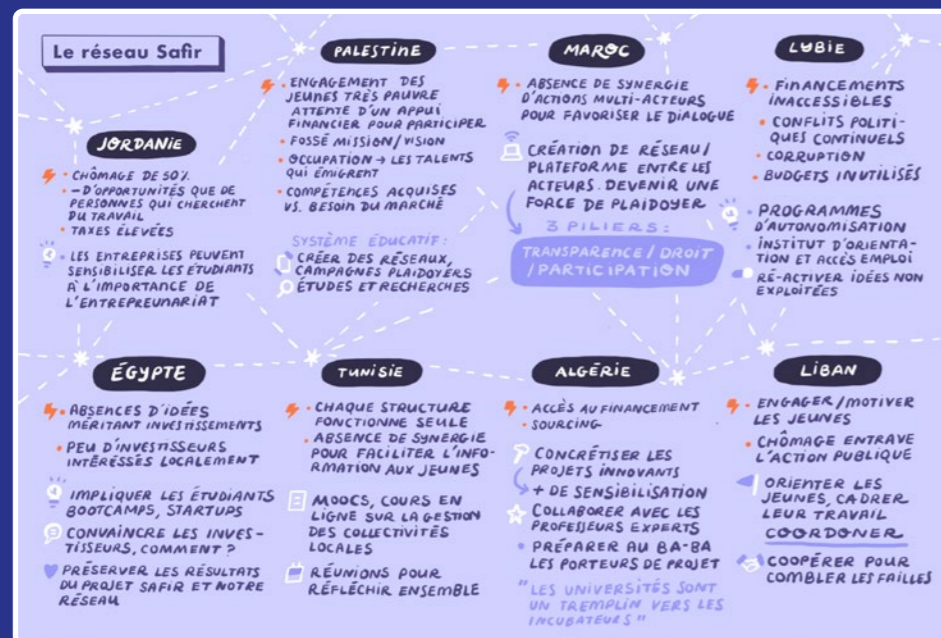 Le réseau Safir
JORDANIE
CHÔMAGE DE 50%
- D'OPPORTUNITÉS QUE DE
PERSONNES QUI CHERCHENT
DU TRAVAIL
TAXES ÉLEVÉES
LES ENTREPRISES PEUVENT
SENSIBILISER LES ÉTUDIANTS
À L'IMPORTANCE DE
L'ENTREPREUNARIAT
PALESTINE
ENGAGEMENT DES
JEUNES TRÈS PAUVRE
ATTENTE D'UN APPUI
FINANCIER POUR PARTICIPER
FOSSÉ MISSION/VISION
OCCUPATION → LES TALENTS
QUI ÉMIGRENT
COMPÉTENCES ACQUISES
VS. BESOIN DU MARCHÉ
SYSTÈME ÉDUCATIF :
CRÉER DES RÉSEAUX,
CAMPAGNES PLAIDOYERS
ÉTUDES ET RECHERCHES
MAROC
ABSENCE DE SYNERGIE
D'ACTIONS MULTI-ACTEURS
POUR FAVORISER LE DIALOGUE
CRÉATION DE RÉSEAU/
PLATEFORME ENTRE LES
ACTEURS. DEVENIR UNE
FORCE DE PLAIDOYER
3 PILIERS :
TRANSPARENCE / DROIT
/ PARTICIPATION
LYBIE
FINANCEMENTS
INACCESSIBLES
CONFLITS POLITI-
QUES CONTINUELS
CORRUPTION
BUDGETS INUTILISÉS
PROGRAMMES
D'AUTONOMISATION
INSTITUT D'ORIENTA-
TION ET ACCÈS EMPLOI
RÉ-ACTIVER IDÉES NON
EXPLOITÉES
ÉGYPTE
ABSENCES D'IDÉES
MÉRITANT INVESTISSEMENTS
PEU D'INVESTISSEURS
INTÉRESSÉS LOCALEMENT
IMPLIQUER LES ÉTUDIANTS
BOOTCAMPS, STARTUPS
CONVAINCRE LES INVES-
TISSEURS, COMMENT ?
PRÉSERVER LES RÉSULTATS
DU PROJET SAFIR ET NOTRE
RÉSEAU
TUNISIE
CHAQUE STRUCTURE
FONCTIONNE SEULE
ABSENCE DE SYNERGIE
POUR FACILITER L'INFO-
RMATION AUX JEUNES
MOOCS, COURS EN
LIGNE SUR LA GESTION
DES COLLECTIVITÉS
LOCALES
RÉUNIONS POUR
RÉFLÉCHIR ENSEMBLE
ALGÉRIE
ACCÈS AU FINANCEMENT
SOURCING
CONCRÉTISER LES
PROJETS INNOVANTS
+ DE SENSIBILISATION
COLLABORER AVEC LES
PROFESSEURS EXPERTS
PRÉPARER AU BA-BA
LES PORTEURS DE PROJET
"LES UNIVERSITÉS SONT
UN TREMPLIN VERS LES
INCUBATEURS"
LIBAN
ENGAGER/MOTIVER
LES JEUNES
CHÔMAGE ENTRAVE
L'ACTION PUBLIQUE
ORIENTER LES
JEUNES, CADRER
LEUR TRAVAIL
COORDONER
COOPÉRER POUR
COMBLER LES FAILLES